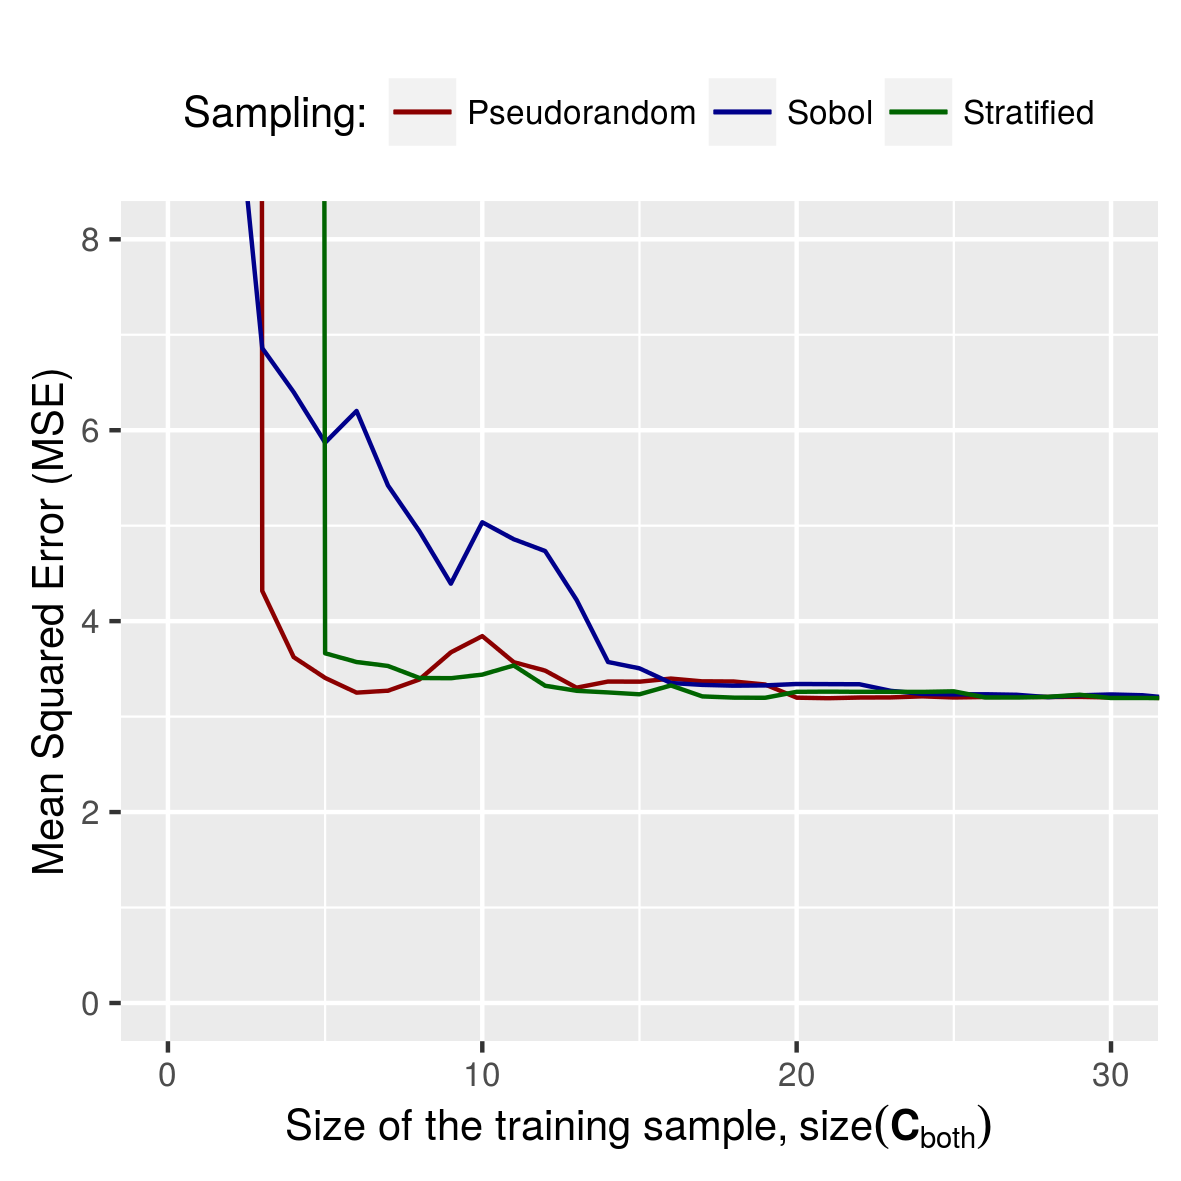 Sampling: Pseudorandom Sobol Stratified
8
6
4
2
0
Mean Squared Error (MSE)
0 10 20 30
Size of the training sample, size(C_both)